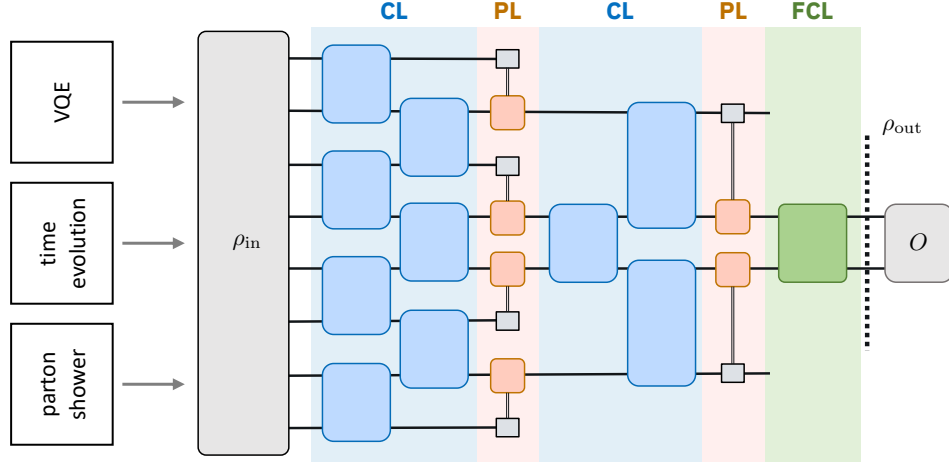 CL PL CL PL FCL
VQE
time
evolution
parton
shower
ρin
ρout
O